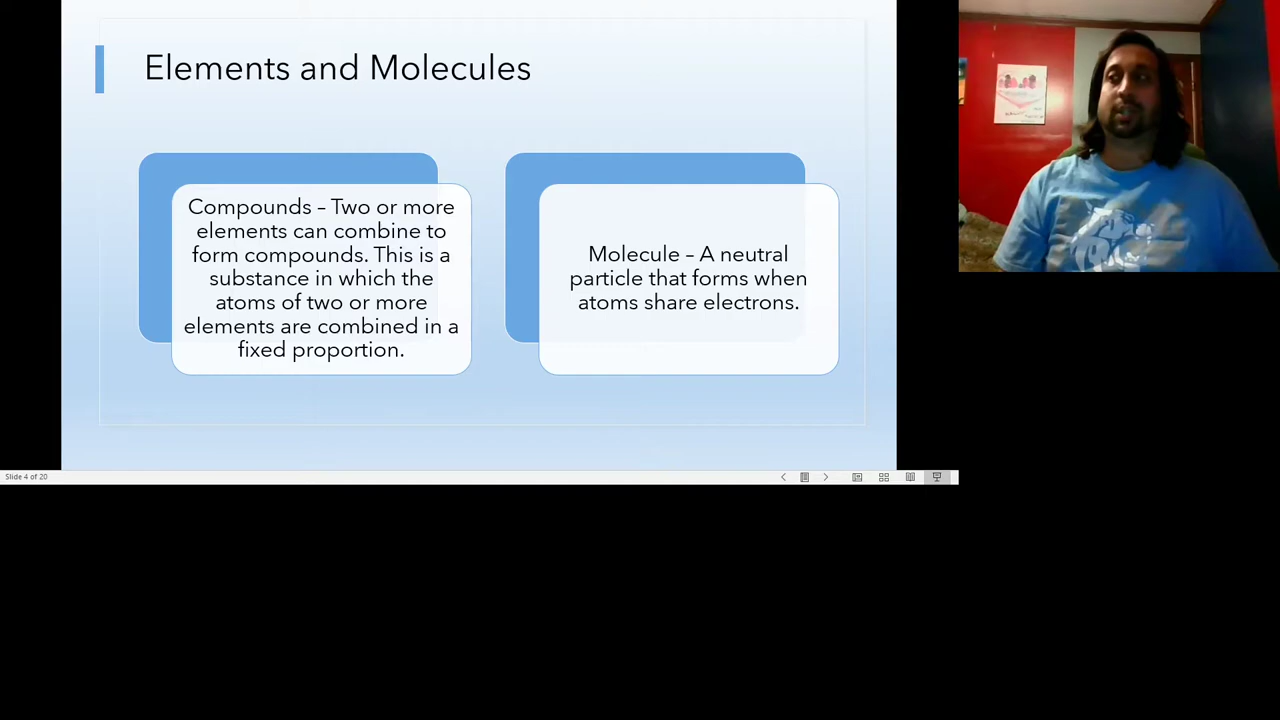 Elements and Molecules
Compounds – Two or more
elements can combine to
form compounds. This is a
substance in which the
atoms of two or more
elements are combined in a
fixed proportion.
Molecule – A neutral
particle that forms when
atoms share electrons.
Slide 4 of 20